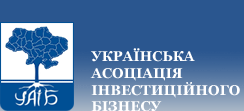 УКРАЇНСЬКА
АСОЦІАЦІЯ
ІНВЕСТИЦІЙНОГО
БІЗНЕСУ
УАІБ